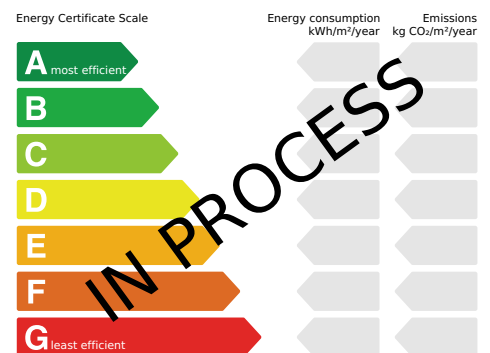 Energy Certificate Scale
Energy consumption
kWh/m²/year
Emissions
kg CO₂/m²/year
A most efficient
B
C
D
E
F
G least efficient
IN PROCESS